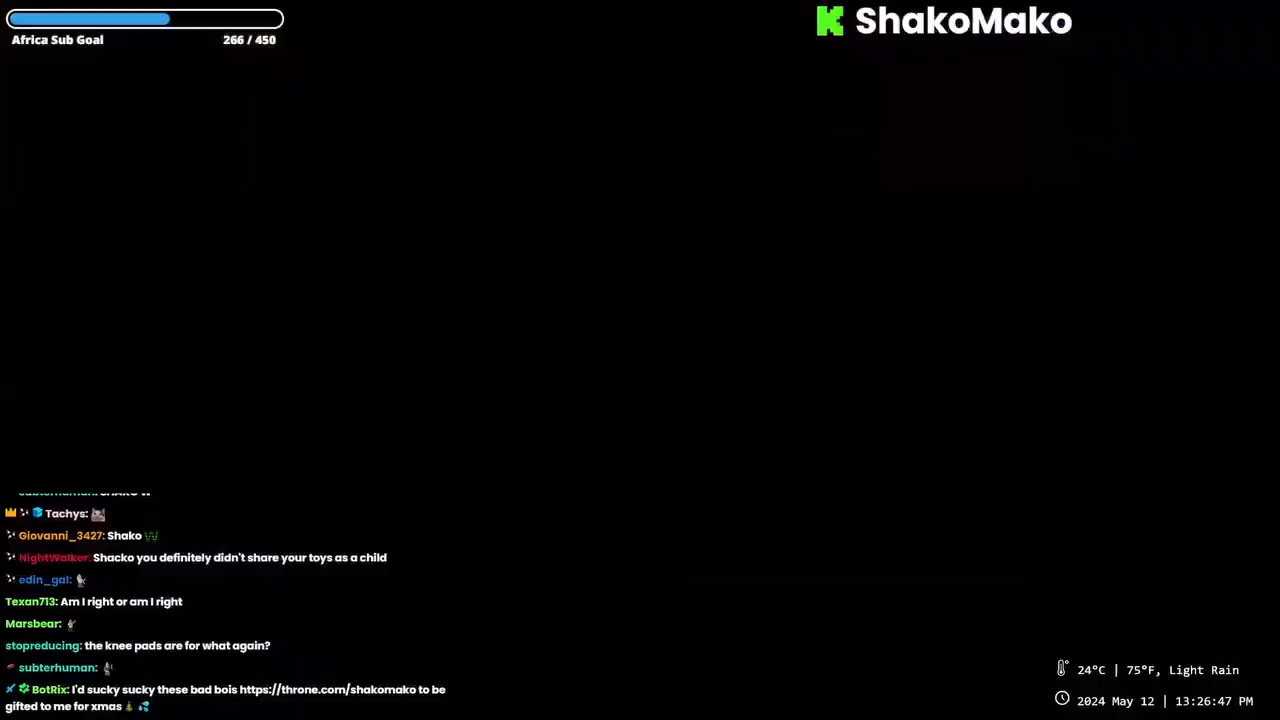 Africa Sub Goal 266 / 450
ShakoMako
subterhuman: SHAKO W
Tachys:
Giovanni_3427: Shako
NightWalker: Shacko you definitely didn't share your toys as a child
edin_gal:
Texan713: Am I right or am I right
Marsbear:
stopreducing: the knee pads are for what again?
subterhuman:
BotRix: I'd sucky sucky these bad bois https://throne.com/shakomako to be
gifted to me for xmas
24°C | 75°F, Light Rain
2024 May 12 | 13:26:47 PM